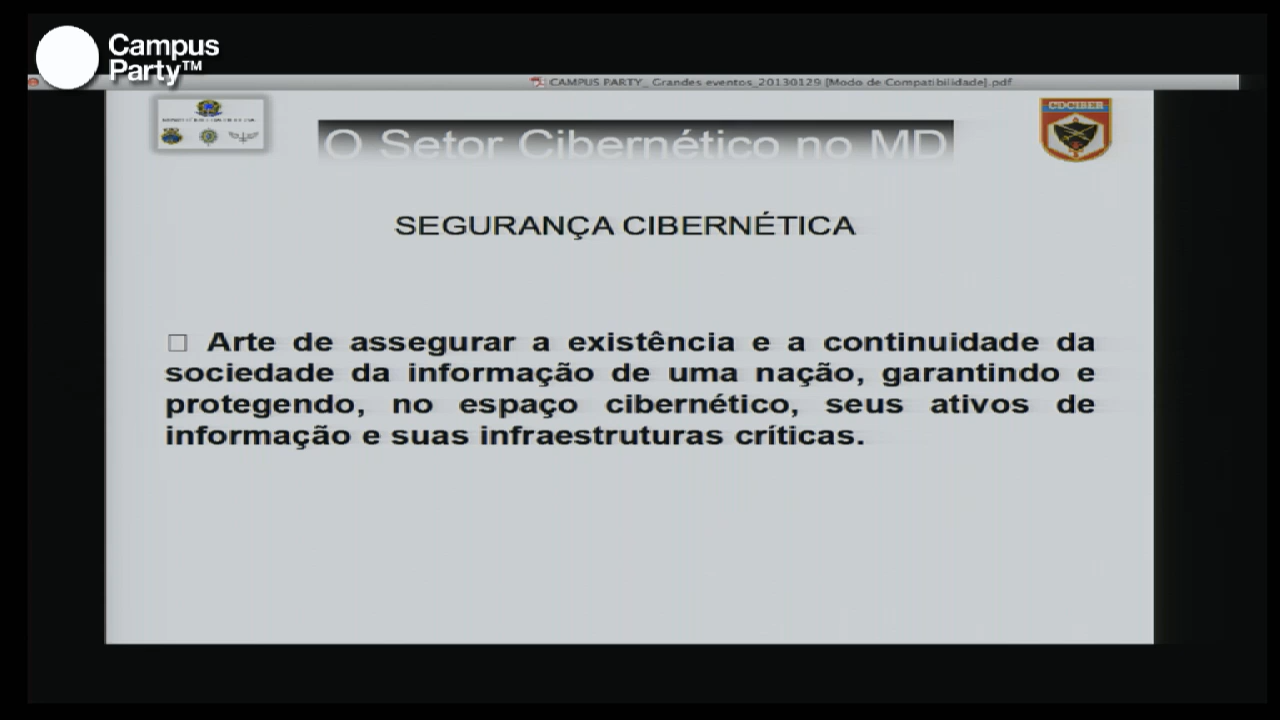 Campus
Party™
CAMPUS PARTY_ Grandes eventos_20130129 [Modo de Compatibilidade].pdf
COCIBER
O Setor Cibernético no MD
SEGURANÇA CIBERNÉTICA
Arte de assegurar a existência e a continuidade da
sociedade da informação de uma nação, garantindo e
protegendo, no espaço cibernético, seus ativos de
informação e suas infraestruturas críticas.